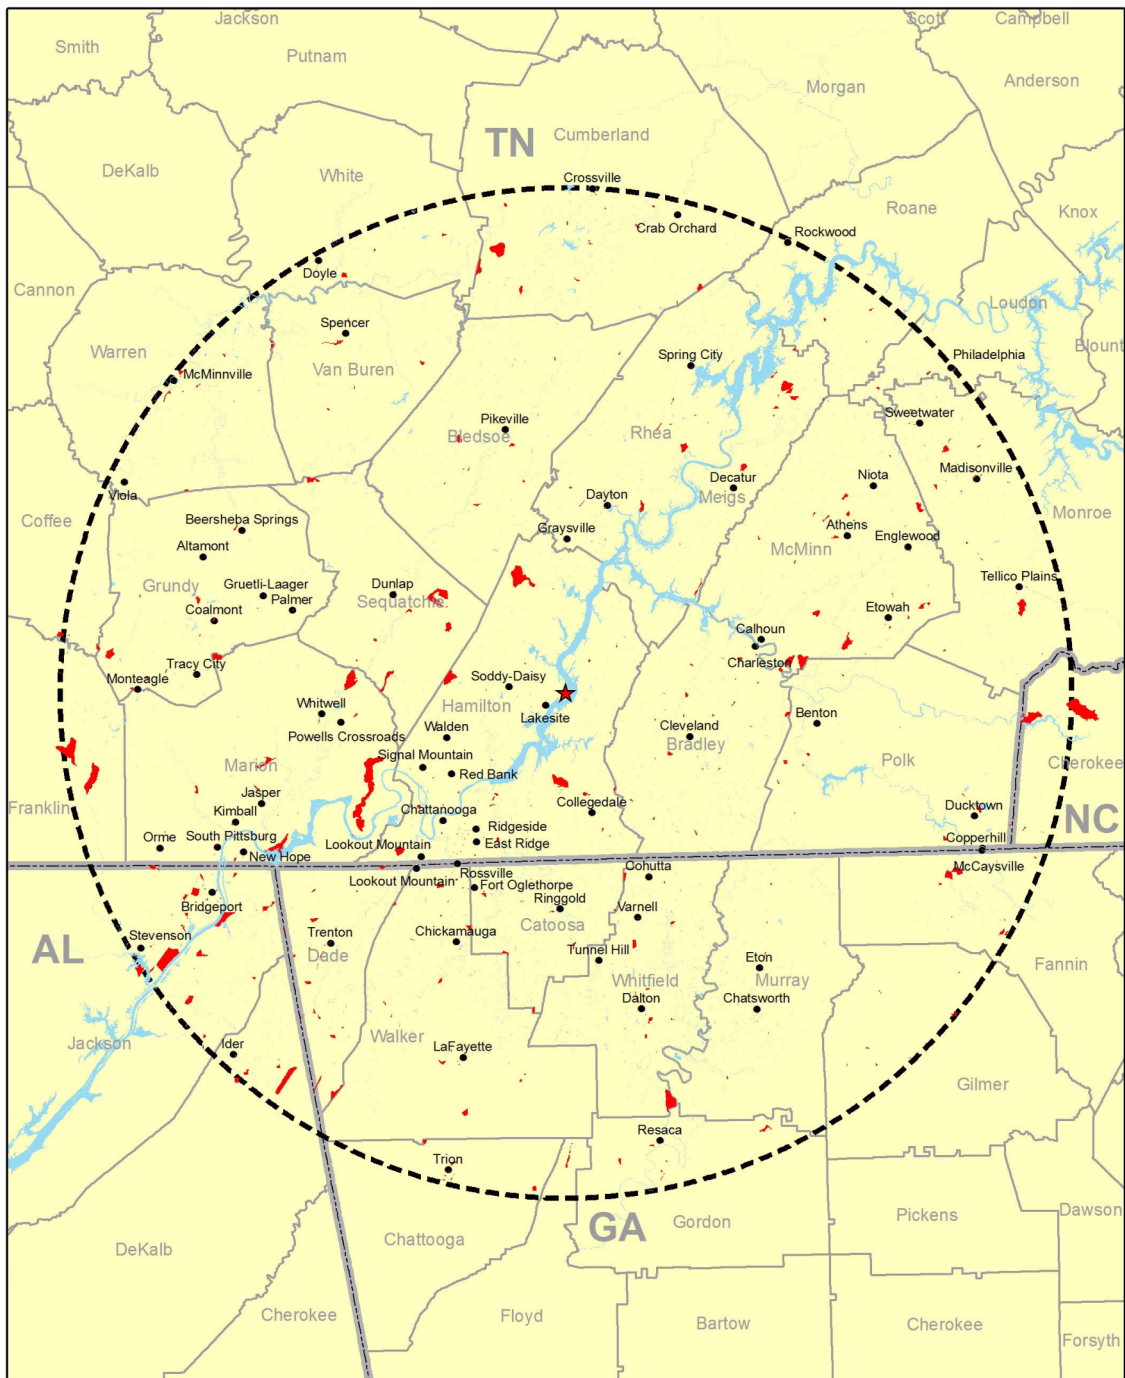 Jackson
Scott
Campbell
Smith
Putnam
Anderson
Morgan
TN
Cumberland
DeKalb
White
Crossville
Roane
Knox
Crab Orchard
Rockwood
Doyle
Cannon
Loudon
Spencer
Warren
Blount
Philadelphia
Spring City
Van Buren
McMinnville
Sweetwater
Pikeville
Bledsoe
Rhea
Madisonville
Niota
Decatur
Viola
Dayton
Meigs
Monroe
Coffee
Beersheba Springs
Athens
Graysville
Englewood
Altamont
McMinn
Tellico Plains
Grundy
Gruetli-Laager
Dunlap
Palmer
Sequatchie
Coalmont
Etowah
Calhoun
Charleston
Tracy City
Monteagle
Soddy-Daisy
Whitwell
Hamilton
Lakesite
Benton
Walden
Cleveland
Powells Crossroads
Bradley
Signal Mountain
Polk
Marion
Cherokee
Red Bank
Jasper
Collegedale
Franklin
Ducktown
Kimball
Chattanooga
NC
Ridgeside
Orme
South Pittsburg
Copperhill
East Ridge
Lookout Mountain
New Hope
McCaysville
Lookout Mountain
Rossville
Cohutta
Fort Oglethorpe
Bridgeport
Ringgold
Varnell
Catoosa
Stevenson
Trenton
Chickamauga
AL
Dade
Tunnel Hill
Eton
Fannin
Whitfield
Murray
Dalton
Chatsworth
Walker
Jackson
Ider
LaFayette
Gilmer
Resaca
Trion
Dawson
GA
Gordon
Pickens
DeKalb
Chattooga
Cherokee
Floyd
Bartow
Cherokee
Forsyth